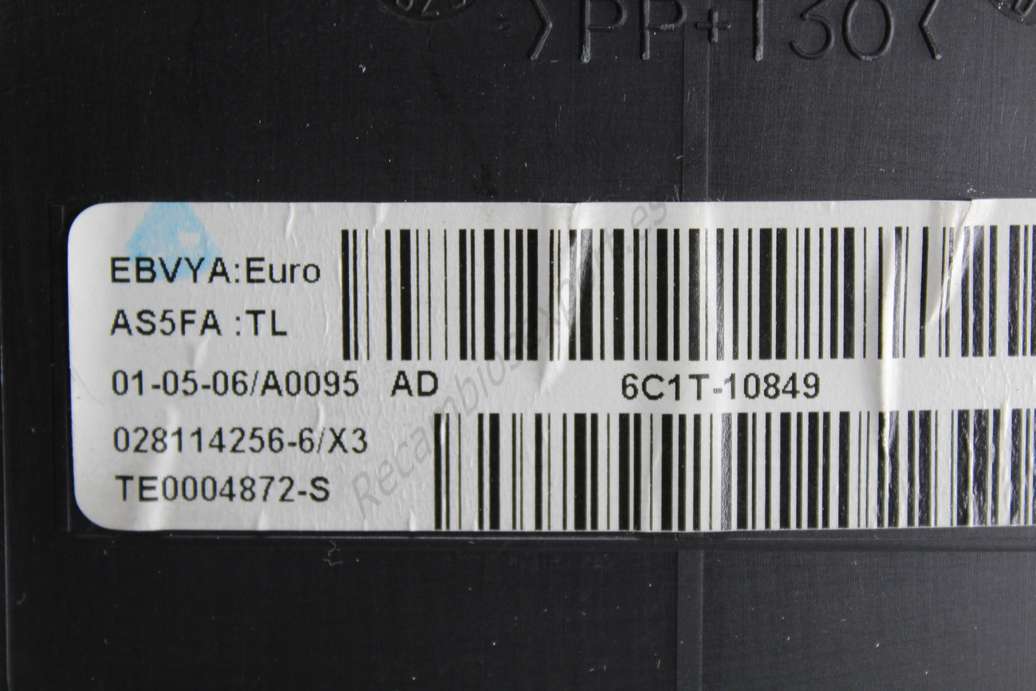 >PP+T30<
EBVYA:Euro
AS5FA :TL
01-05-06/A0095 AD 6C1T-10849
028114256-6/X3
TE0004872-S